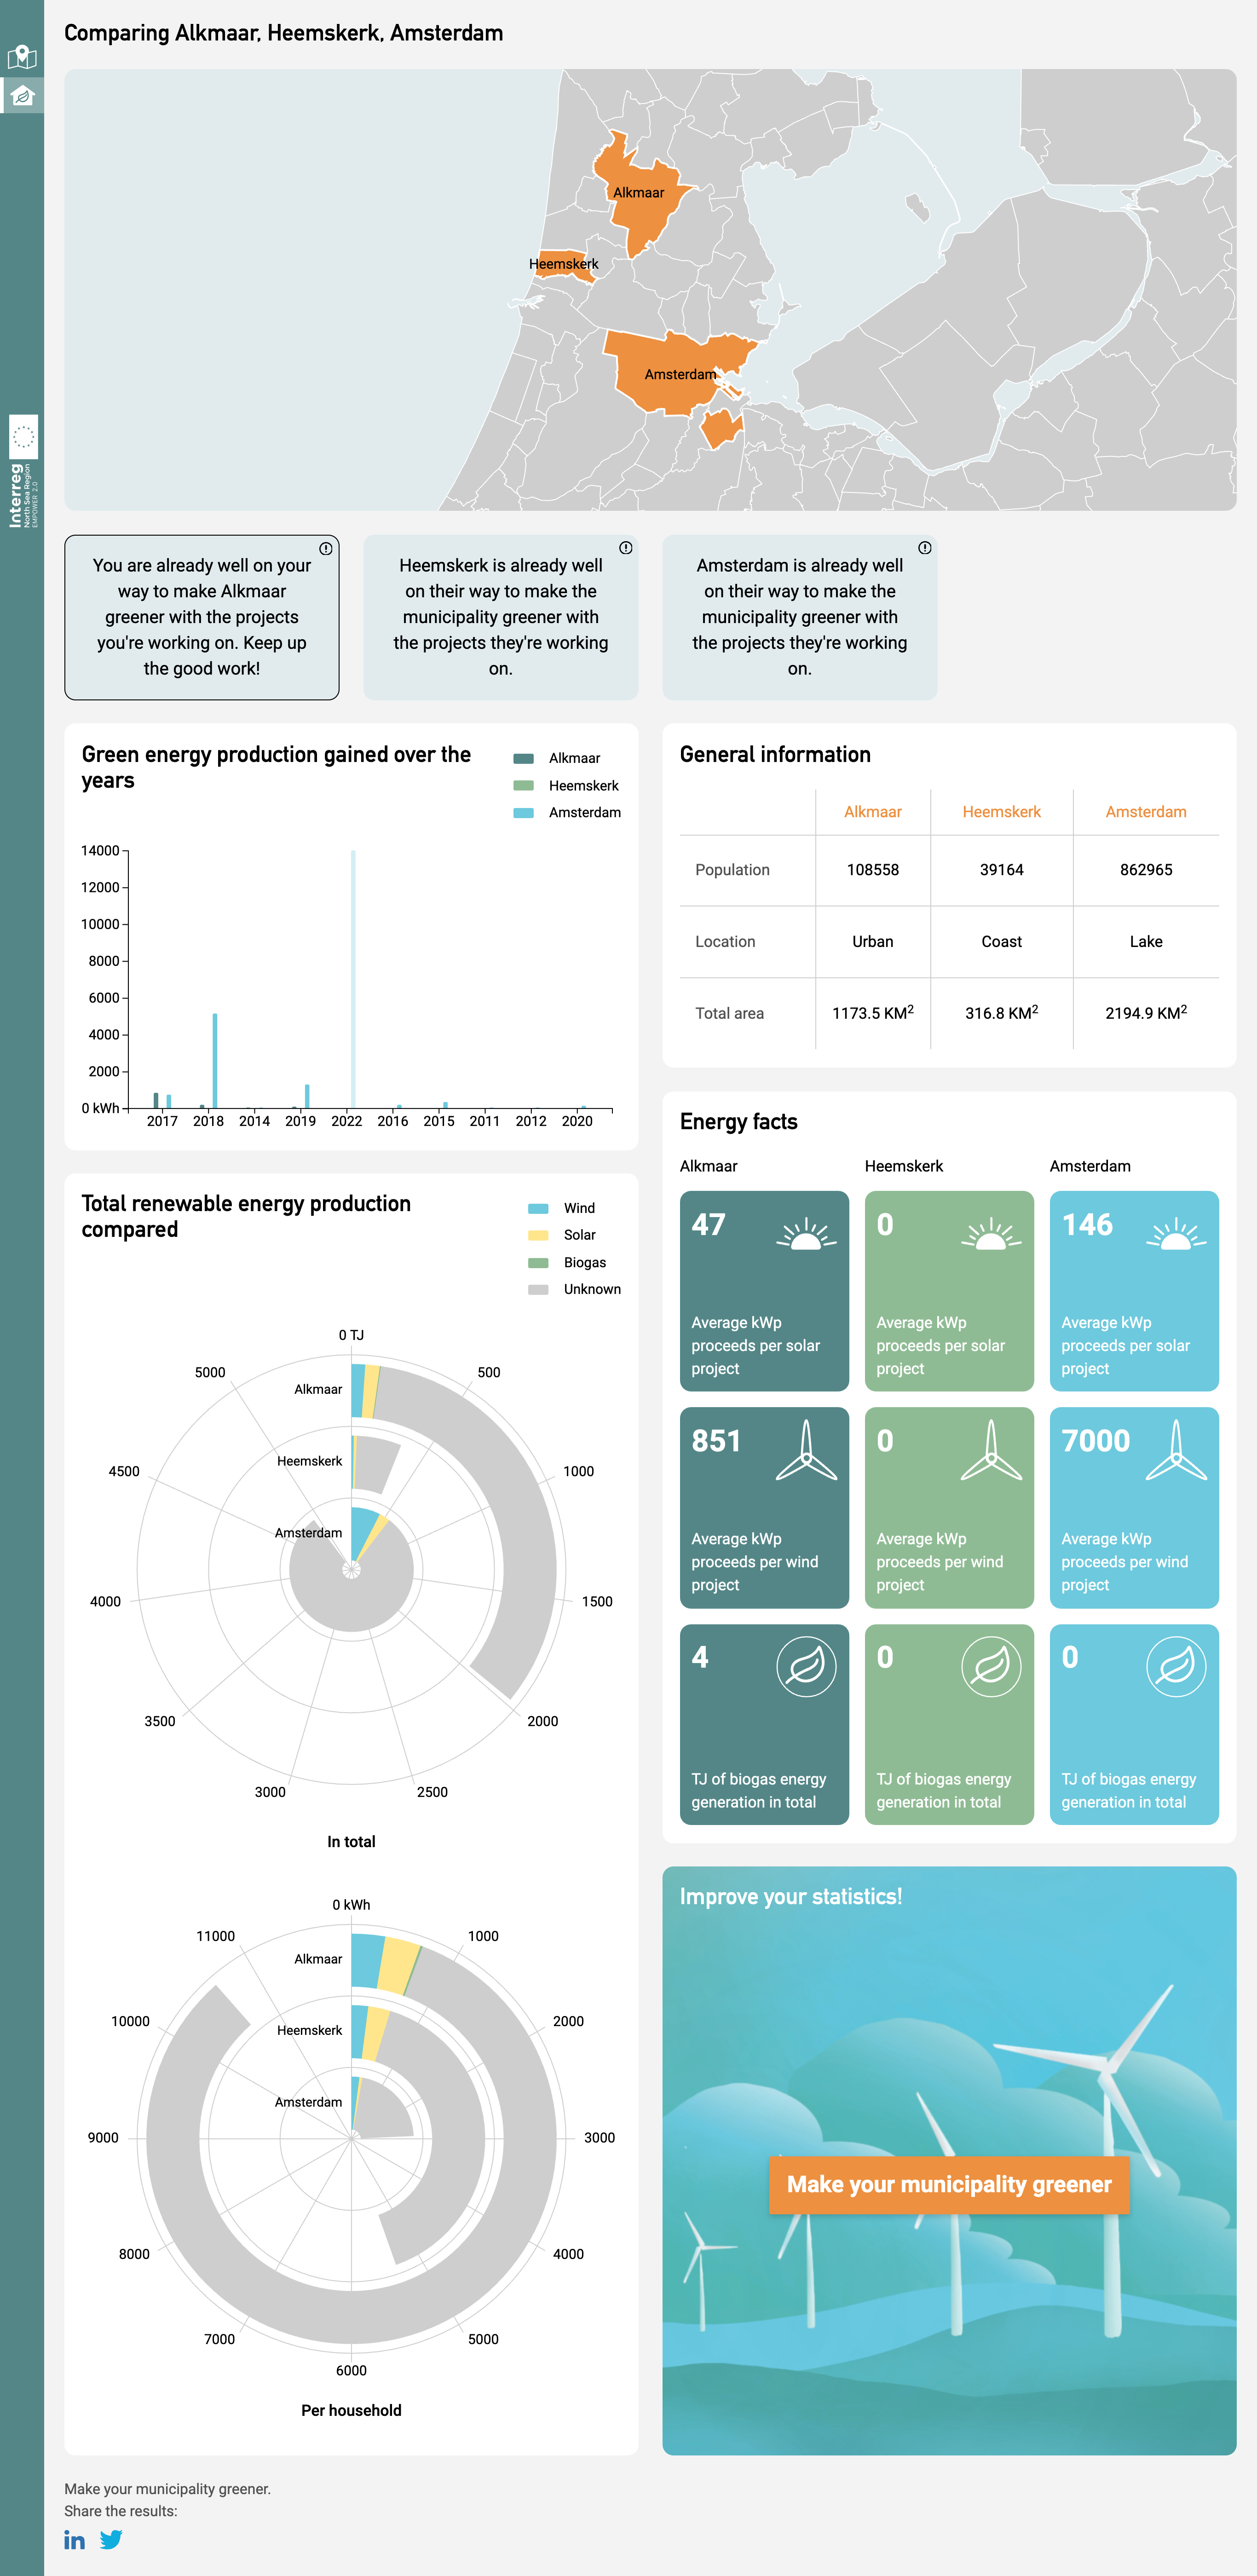 Comparing Alkmaar, Heemskerk, Amsterdam
Alkmaar
Heemskerk
Amsterdam
Interreg
North Sea Region
EMPOWER 2.0
You are already well on your
way to make Alkmaar
greener with the projects
you're working on. Keep up
the good work!
Heemskerk is already well
on their way to make the
municipality greener with
the projects they're working
on.
Amsterdam is already well
on their way to make the
municipality greener with
the projects they're working
on.
Green energy production gained over the
years
Alkmaar
Heemskerk
Amsterdam
14000
12000
10000
8000
6000
4000
2000
0 kWh
2017 2018 2014 2019 2022 2016 2015 2011 2012 2020
General information
Alkmaar Heemskerk Amsterdam
Population 108558 39164 862965
Location Urban Coast Lake
Total area 1173.5 KM2 316.8 KM2 2194.9 KM2
Total renewable energy production
compared
Wind
Solar
Biogas
Unknown
0 TJ
500
1000
1500
2000
2500
3000
3500
4000
4500
5000
Alkmaar
Heemskerk
Amsterdam
In total
0 kWh
1000
2000
3000
4000
5000
6000
7000
8000
9000
10000
11000
Alkmaar
Heemskerk
Amsterdam
Per household
Energy facts
Alkmaar Heemskerk Amsterdam
47
Average kWp
proceeds per solar
project
0
Average kWp
proceeds per solar
project
146
Average kWp
proceeds per solar
project
851
Average kWp
proceeds per wind
project
0
Average kWp
proceeds per wind
project
7000
Average kWp
proceeds per wind
project
4
TJ of biogas energy
generation in total
0
TJ of biogas energy
generation in total
0
TJ of biogas energy
generation in total
Improve your statistics!
Make your municipality greener
Make your municipality greener.
Share the results:
in